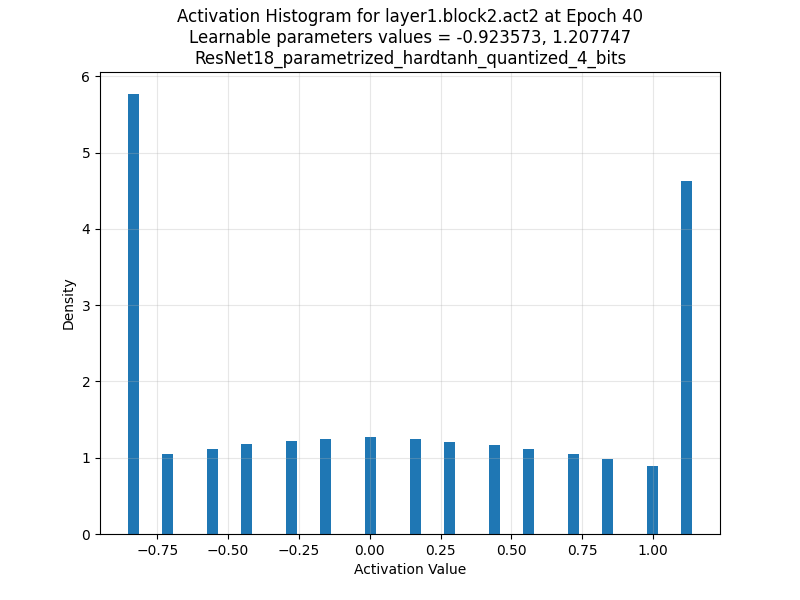 Activation Histogram for layer1.block2.act2 at Epoch 40
Learnable parameters values = -0.923573, 1.207747
ResNet18_parametrized_hardtanh_quantized_4_bits
6
5
4
3
2
1
0
Density
−0.75 −0.50 −0.25 0.00 0.25 0.50 0.75 1.00
Activation Value